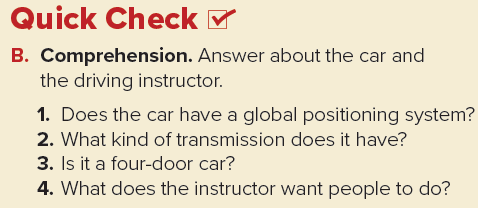 Quick Check
B. Comprehension. Answer about the car and
the driving instructor.
1. Does the car have a global positioning system?
2. What kind of transmission does it have?
3. Is it a four-door car?
4. What does the instructor want people to do?